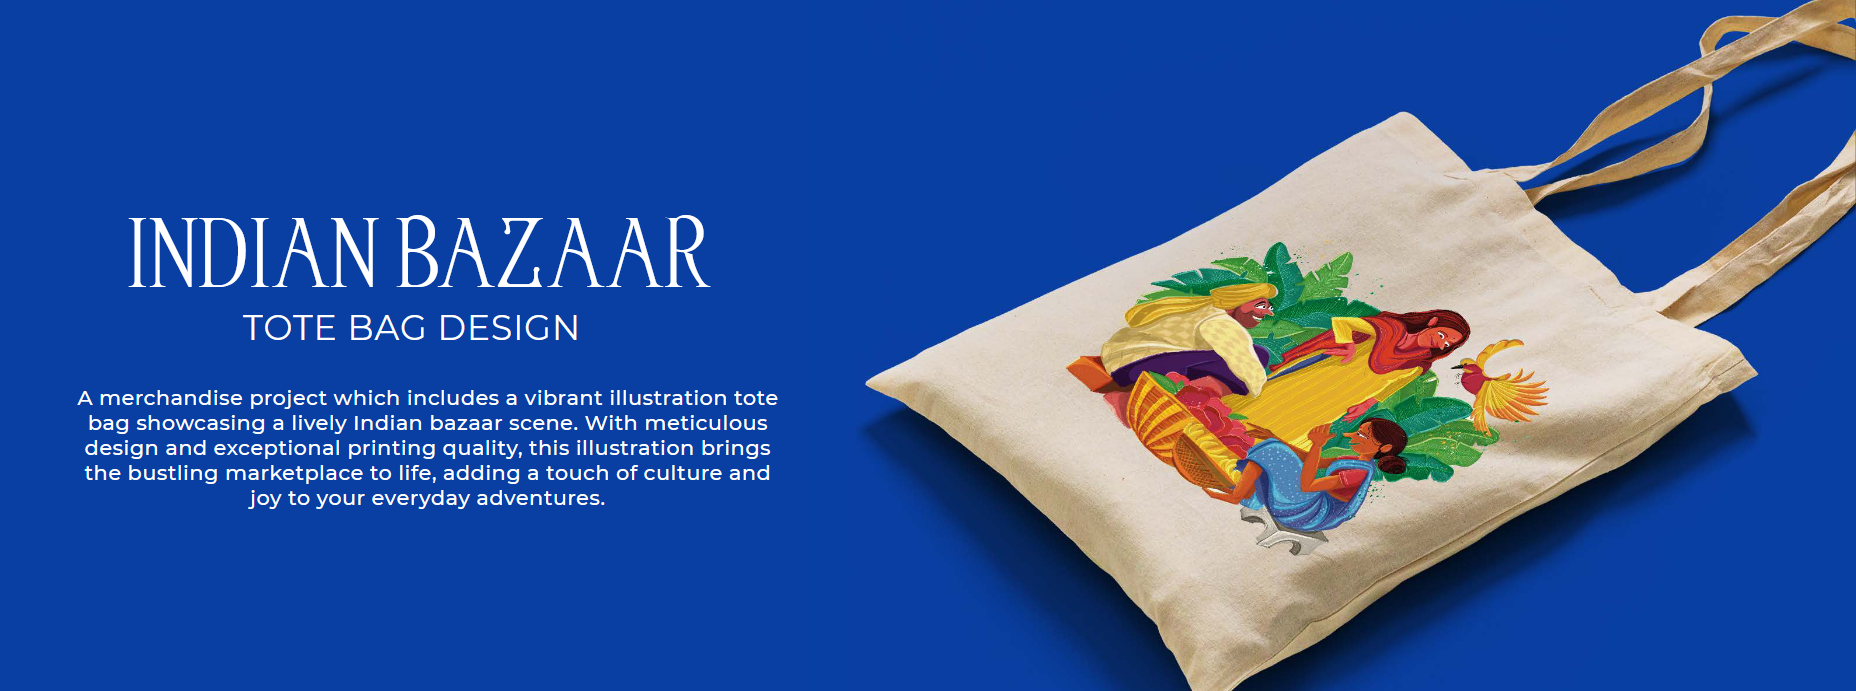 INDIAN BAZAAR
TOTE BAG DESIGN
A merchandise project which includes a vibrant illustration tote
bag showcasing a lively Indian bazaar scene. With meticulous
design and exceptional printing quality, this illustration brings
the bustling marketplace to life, adding a touch of culture and
joy to your everyday adventures.